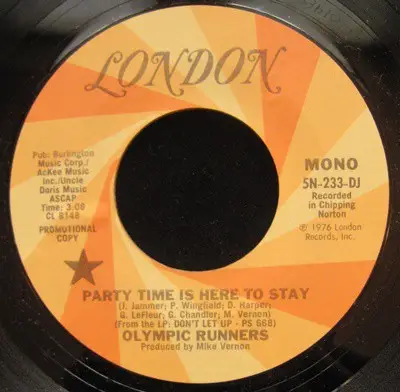 LONDON
Pub: Burlington
Music Corp./
AcKee Music
Inc./Uncle
Doris Music
ASCAP
Time: 3:08
CL 8148
PROMOTIONAL
COPY
MONO
5N-233-DJ
Recorded
in Chipping
Norton
℗ 1976 London
Records, Inc.
PARTY TIME IS HERE TO STAY
(J. Jammer; P. Wingfield; D. Harper;
G. LeFleur; G. Chandler; M. Vernon)
(From the LP: DON'T LET UP - PS 668)
OLYMPIC RUNNERS
Produced by Mike Vernon